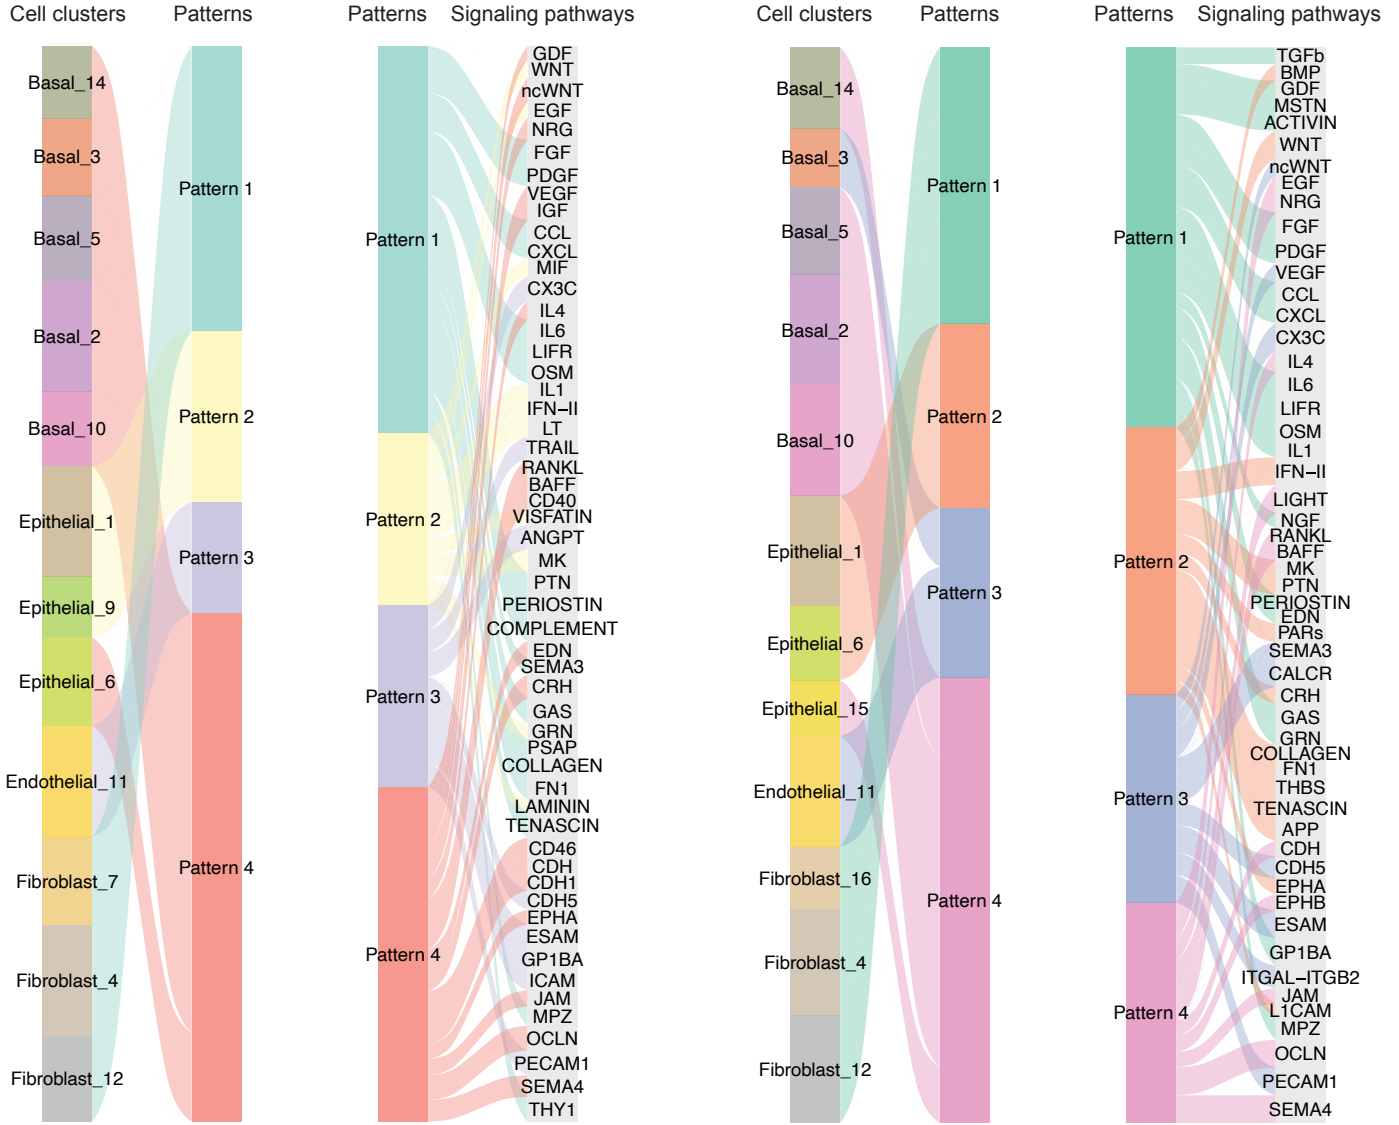 Cell clusters
Patterns
Basal_14
Basal_3
Basal_5
Basal_2
Basal_10
Epithelial_1
Epithelial_9
Epithelial_6
Endothelial_11
Fibroblast_7
Fibroblast_4
Fibroblast_12
Pattern 1
Pattern 2
Pattern 3
Pattern 4
Patterns
Signaling pathways
Pattern 1
Pattern 2
Pattern 3
Pattern 4
GDF
WNT
ncWNT
EGF
NRG
FGF
PDGF
VEGF
IGF
CCL
CXCL
MIF
CX3C
IL4
IL6
LIFR
OSM
IL1
IFN−II
LT
TRAIL
RANKL
BAFF
CD40
VISFATIN
ANGPT
MK
PTN
PERIOSTIN
COMPLEMENT
EDN
SEMA3
CRH
GAS
GRN
PSAP
COLLAGEN
FN1
LAMININ
TENASCIN
CD46
CDH
CDH1
CDH5
EPHA
ESAM
GP1BA
ICAM
JAM
MPZ
OCLN
PECAM1
SEMA4
THY1
Cell clusters
Patterns
Basal_14
Basal_3
Basal_5
Basal_2
Basal_10
Epithelial_1
Epithelial_6
Epithelial_15
Endothelial_11
Fibroblast_16
Fibroblast_4
Fibroblast_12
Pattern 1
Pattern 2
Pattern 3
Pattern 4
Patterns
Signaling pathways
Pattern 1
Pattern 2
Pattern 3
Pattern 4
TGFb
BMP
GDF
MSTN
ACTIVIN
WNT
ncWNT
EGF
NRG
FGF
PDGF
VEGF
CCL
CXCL
CX3C
IL4
IL6
LIFR
OSM
IL1
IFN−II
LIGHT
NGF
RANKL
BAFF
MK
PTN
PERIOSTIN
EDN
PARs
SEMA3
CALCR
CRH
GAS
GRN
COLLAGEN
FN1
THBS
TENASCIN
APP
CDH
CDH5
EPHA
EPHB
ESAM
GP1BA
ITGAL−ITGB2
JAM
L1CAM
MPZ
OCLN
PECAM1
SEMA4